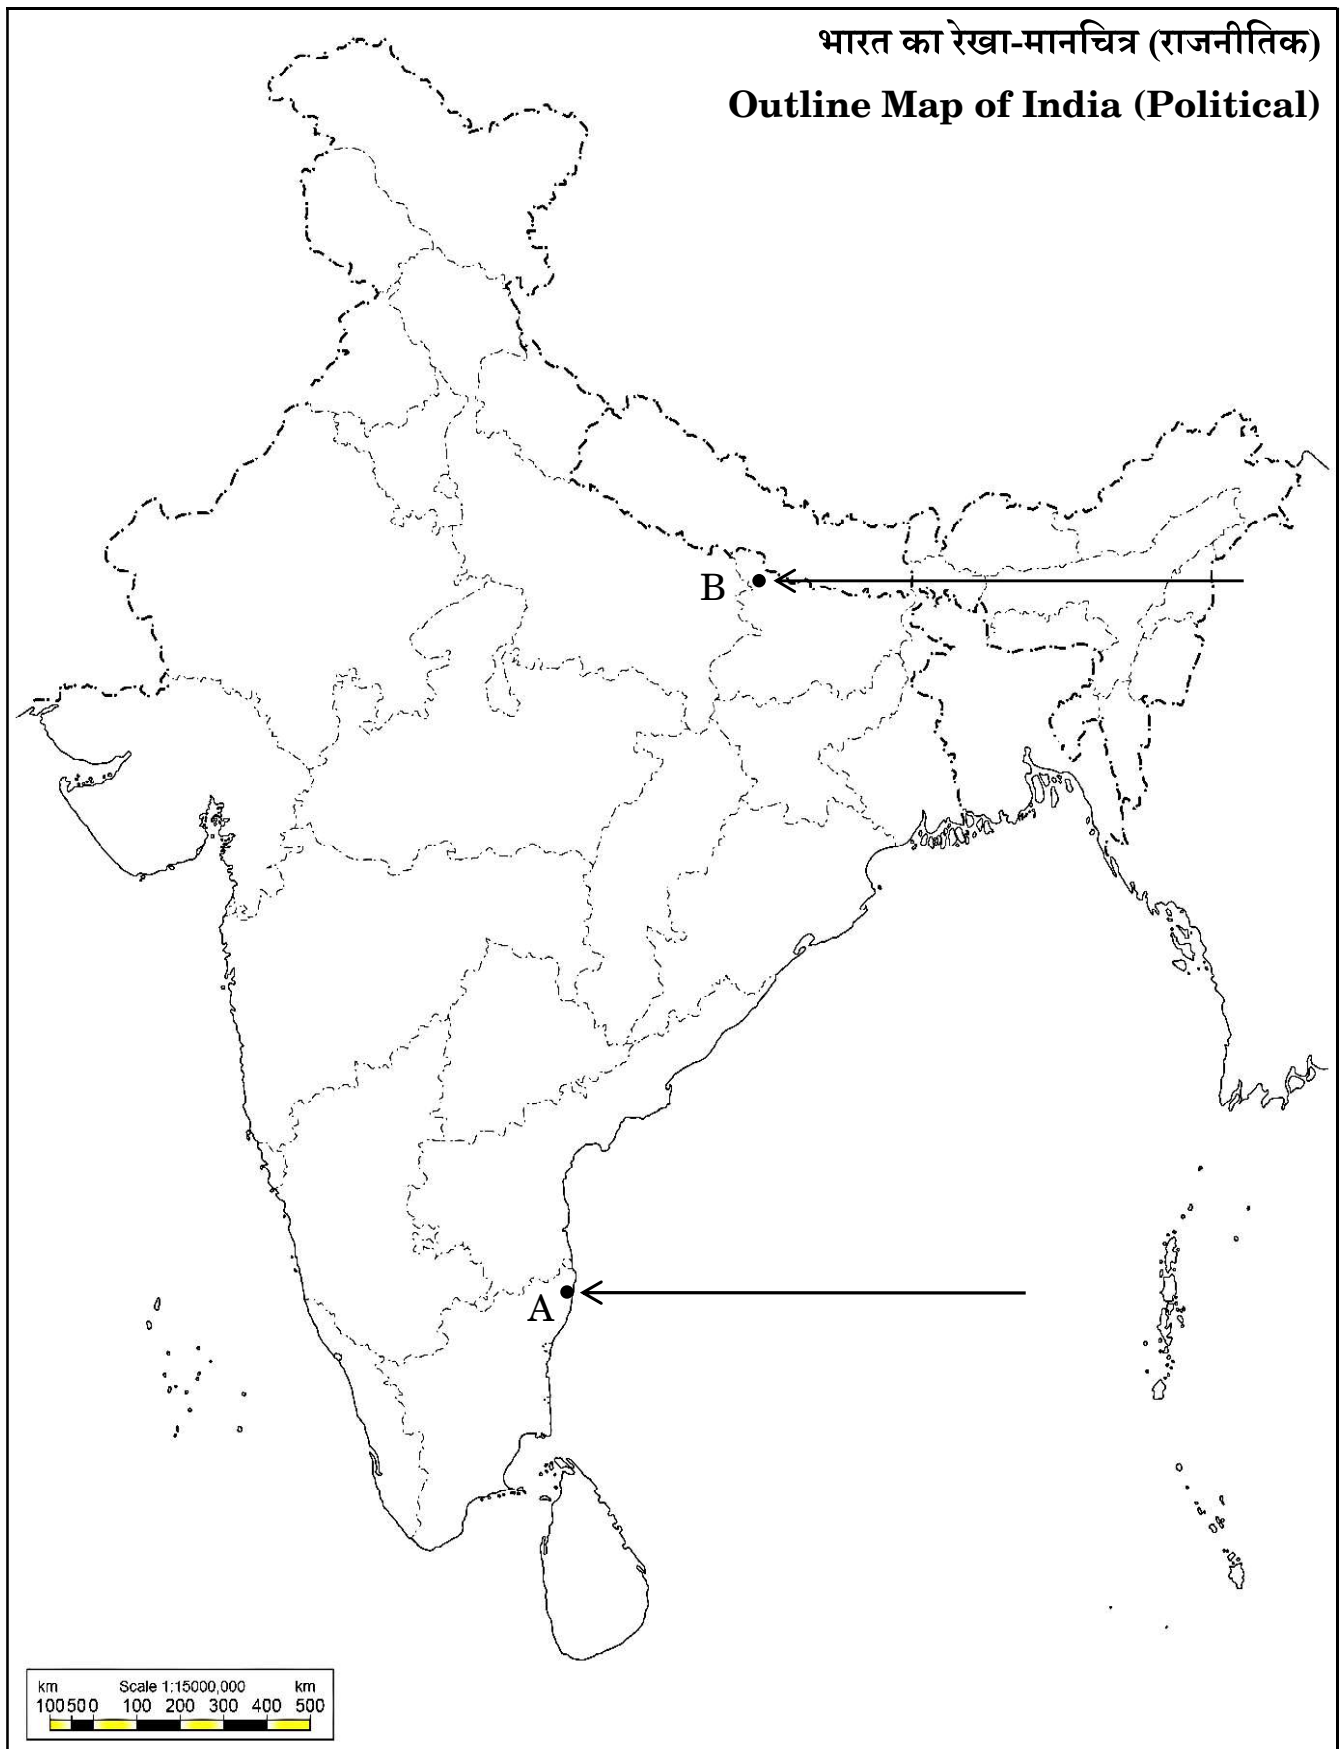 भारत का रेखा-मानचित्र (राजनीतिक)
Outline Map of India (Political)
B
A
km Scale 1:15000,000 km
100 50 0 100 200 300 400 500